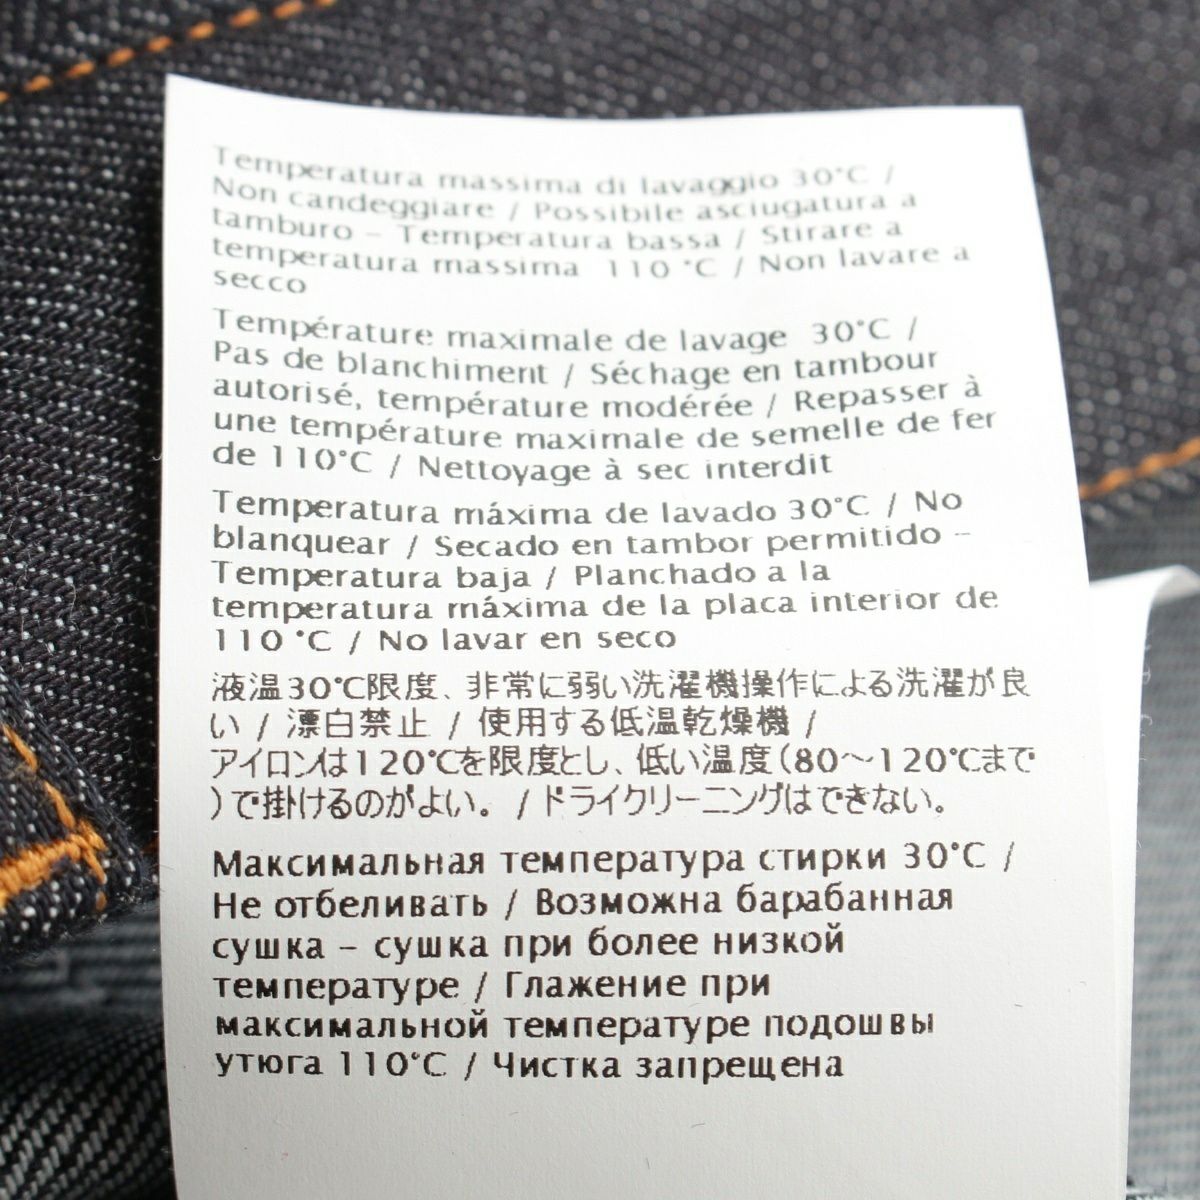 Temperatura massima di lavaggio 30°C /
Non candeggiare / Possibile asciugatura a
tamburo – Temperatura bassa / Stirare a
temperatura massima 110 °C / Non lavare a
secco
Température maximale de lavage 30°C /
Pas de blanchiment / Séchage en tambour
autorisé, température modérée / Repasser à
une température maximale de semelle de fer
de 110°C / Nettoyage à sec interdit
Temperatura máxima de lavado 30°C / No
blanquear / Secado en tambor permitido –
Temperatura baja / Planchado a la
temperatura máxima de la placa interior de
110 °C / No lavar en seco
液温30℃限度、非常に弱い洗濯機操作による洗濯が良
い / 漂白禁止 / 使用する低温乾燥機 /
アイロンは120℃を限度とし、低い温度(80～120℃まで
)で掛けるのがよい。 / ドライクリーニングはできない。
Максимальная температура стирки 30°C /
Не отбеливать / Возможна барабанная
сушка – сушка при более низкой
температуре / Глажение при
максимальной температуре подошвы
утюга 110°C / Чистка запрещена